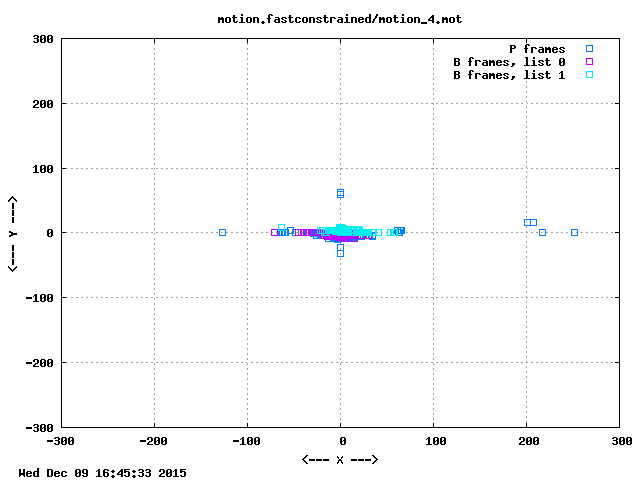 motion.fastconstrained/motion_4.mot
P frames
B frames, list 0
B frames, list 1
300
200
100
0
-100
-200
-300
<--- Y --->
-300 -200 -100 0 100 200 300
<--- X --->
Wed Dec 09 16:45:33 2015